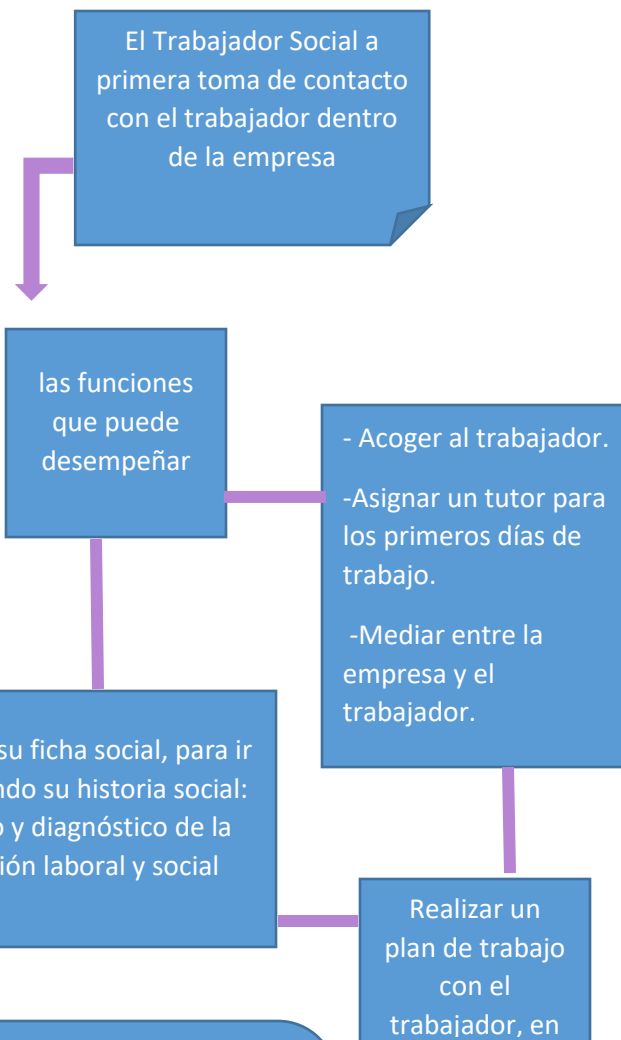 El Trabajador Social a
primera toma de contacto
con el trabajador dentro
de la empresa
las funciones
que puede
desempeñar
- Acoger al trabajador.
-Asignar un tutor para
los primeros días de
trabajo.
-Mediar entre la
empresa y el
trabajador.
su ficha social, para ir
su historia social:
y diagnóstico de la
laboral y social
Realizar un
plan de trabajo
con el
trabajador, en